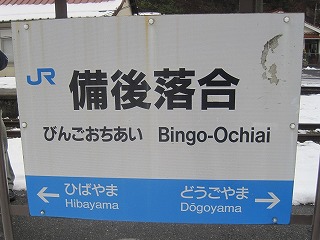 JR 備後落合
びんごおちあい Bingo-Ochiai
← ひばやま どうごやま →
Hibayama Dōgoyama